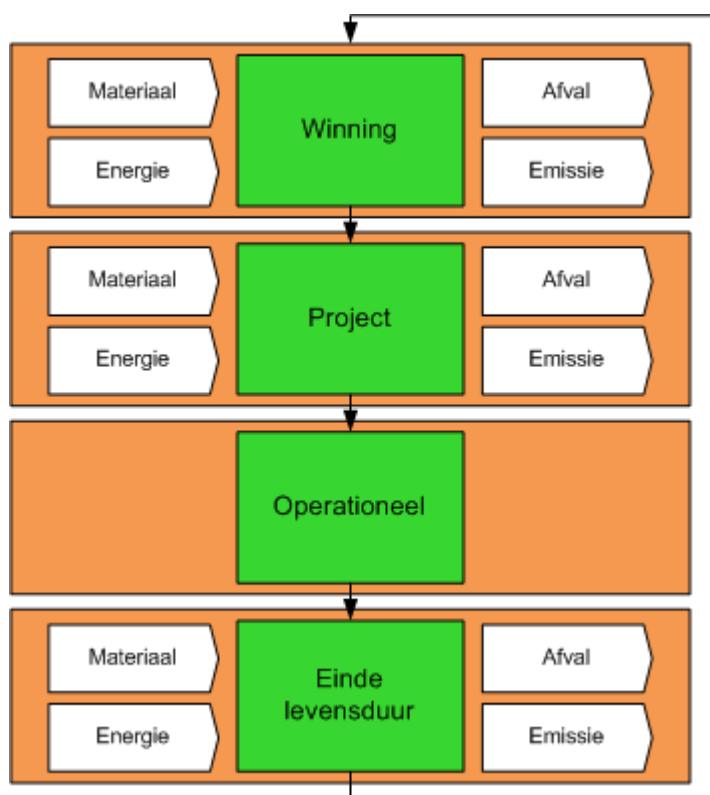 Materiaal
Energie
Winning
Afval
Emissie
Materiaal
Energie
Project
Afval
Emissie
Operationeel
Materiaal
Energie
Einde
levensduur
Afval
Emissie